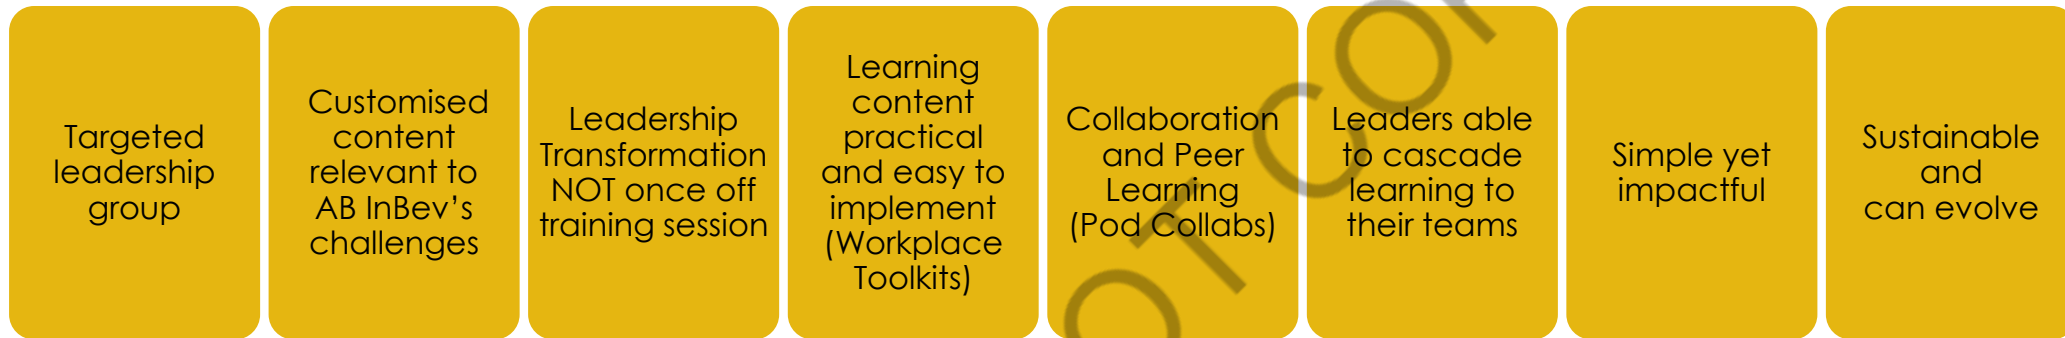 Targeted
leadership
group
Customised
content
relevant to
AB InBev’s
challenges
Leadership
Transformation
NOT once off
training session
Learning
content
practical
and easy to
implement
(Workplace
Toolkits)
Collaboration
and Peer
Learning
(Pod Collabs)
Leaders able
to cascade
learning to
their teams
Simple yet
impactful
Sustainable
and
can evolve